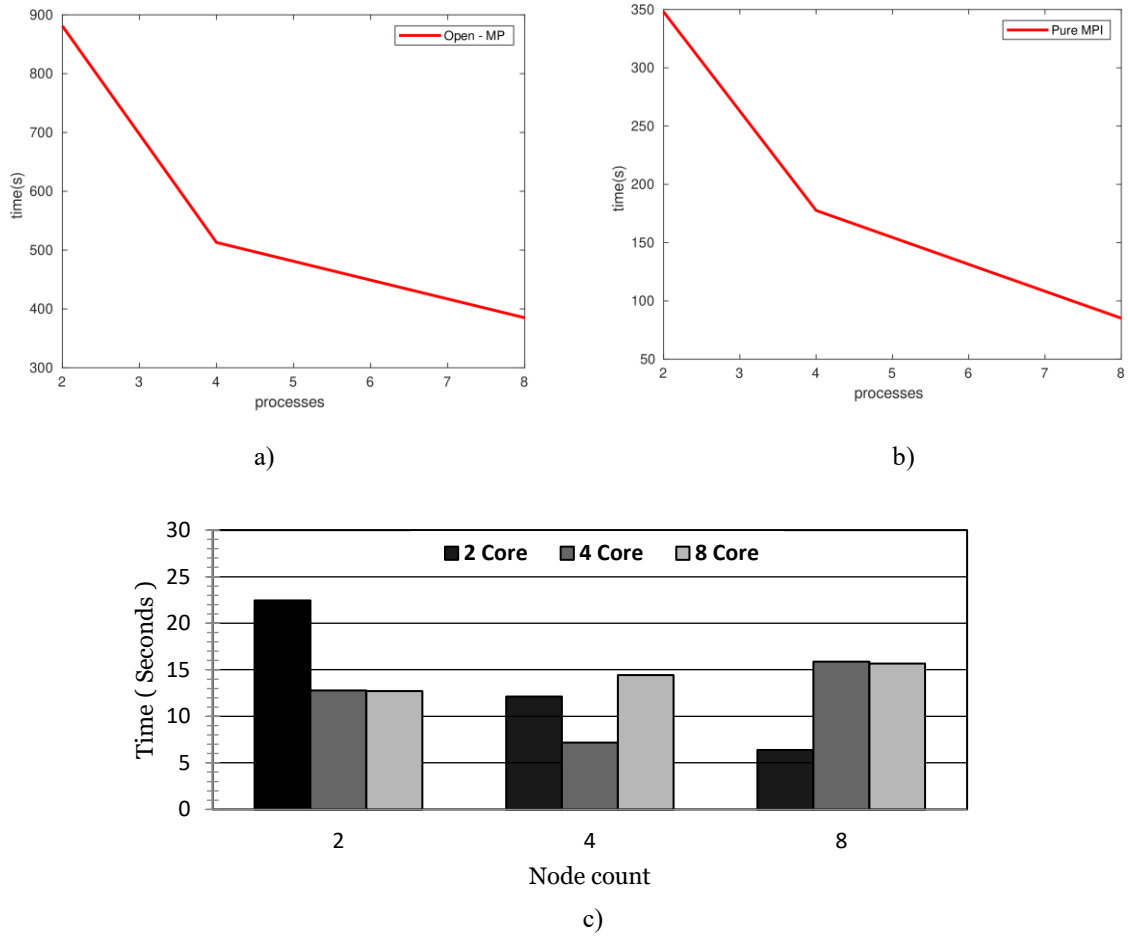 900
800
700
600
500
400
300
time(s)
Open - MP
2 3 4 5 6 7 8
processes
a)
350
300
250
200
150
100
50
time(s)
Pure MPI
2 3 4 5 6 7 8
processes
b)
30
25
20
15
10
5
0
Time ( Seconds )
2 Core 4 Core 8 Core
2 4 8
Node count
c)